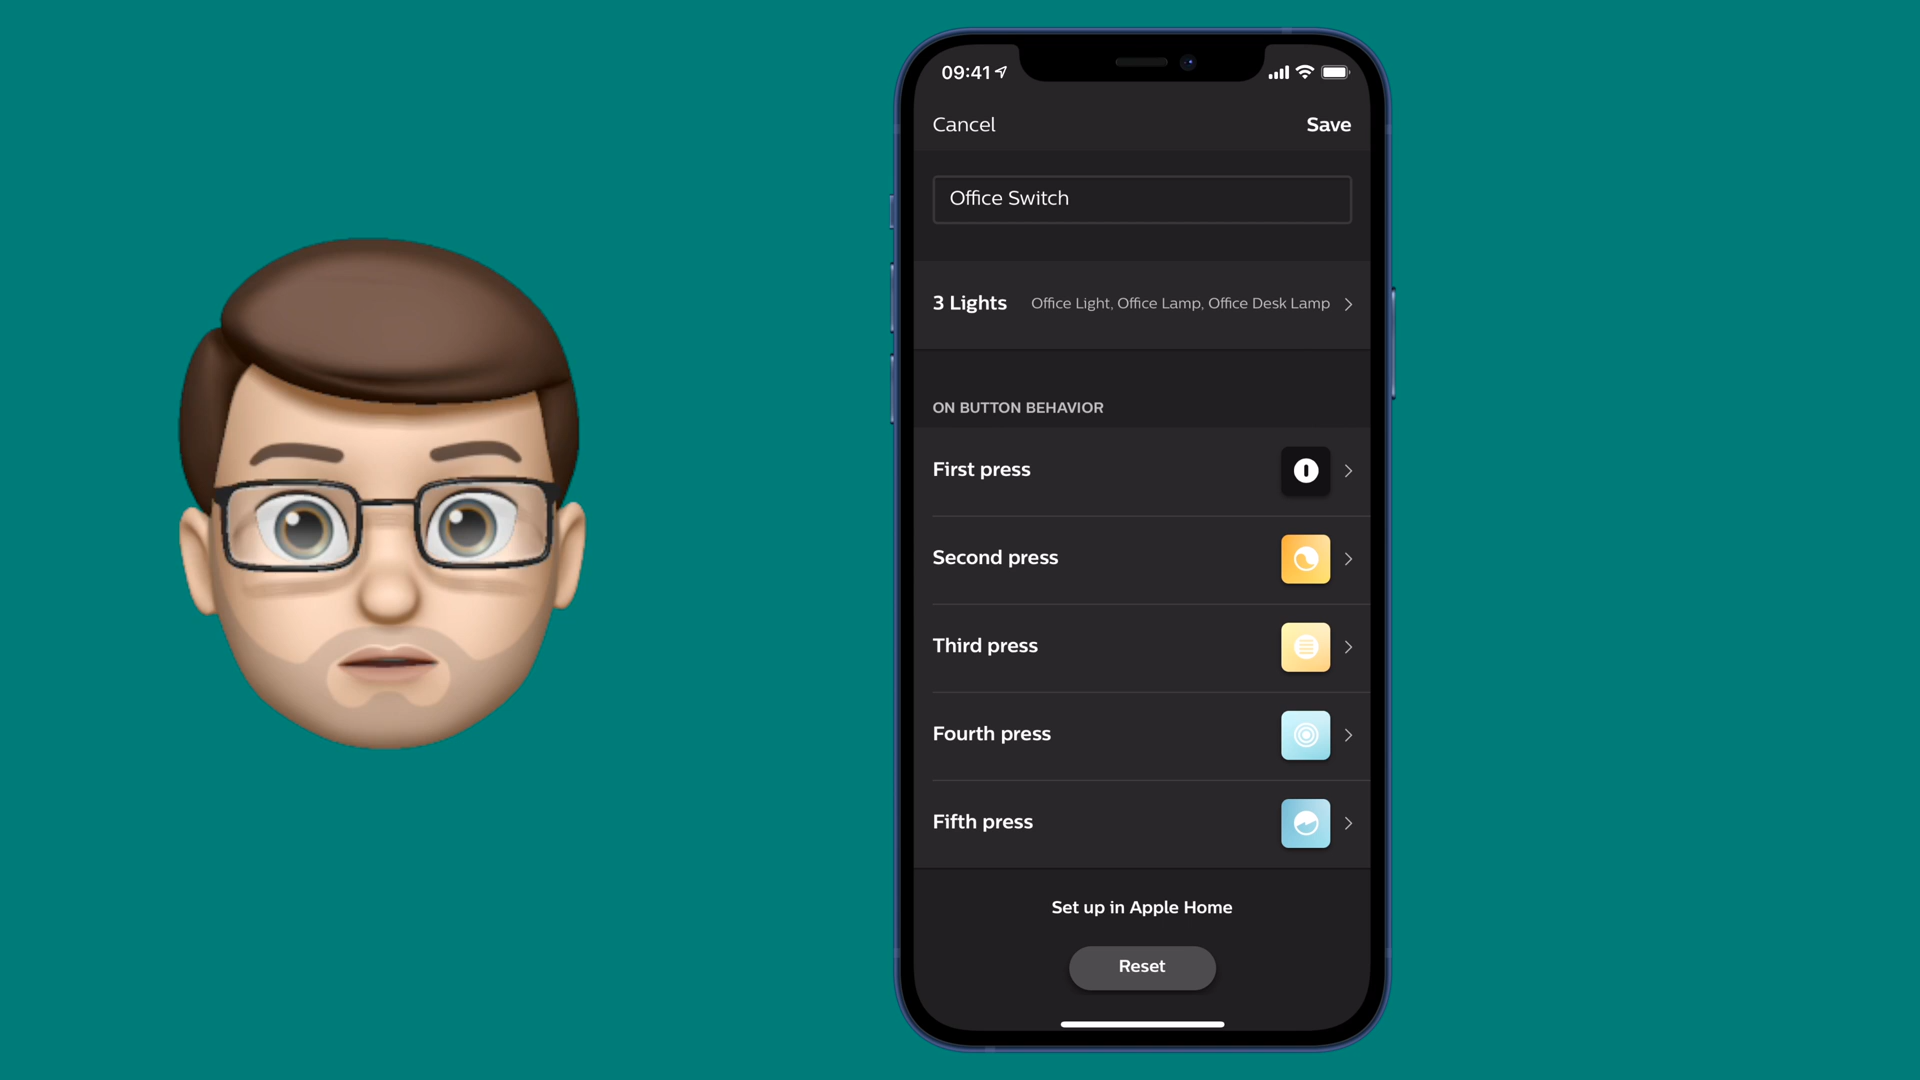 09:41
Cancel Save
Office Switch
3 Lights Office Light, Office Lamp, Office Desk Lamp
ON BUTTON BEHAVIOR
First press
Second press
Third press
Fourth press
Fifth press
Set up in Apple Home
Reset